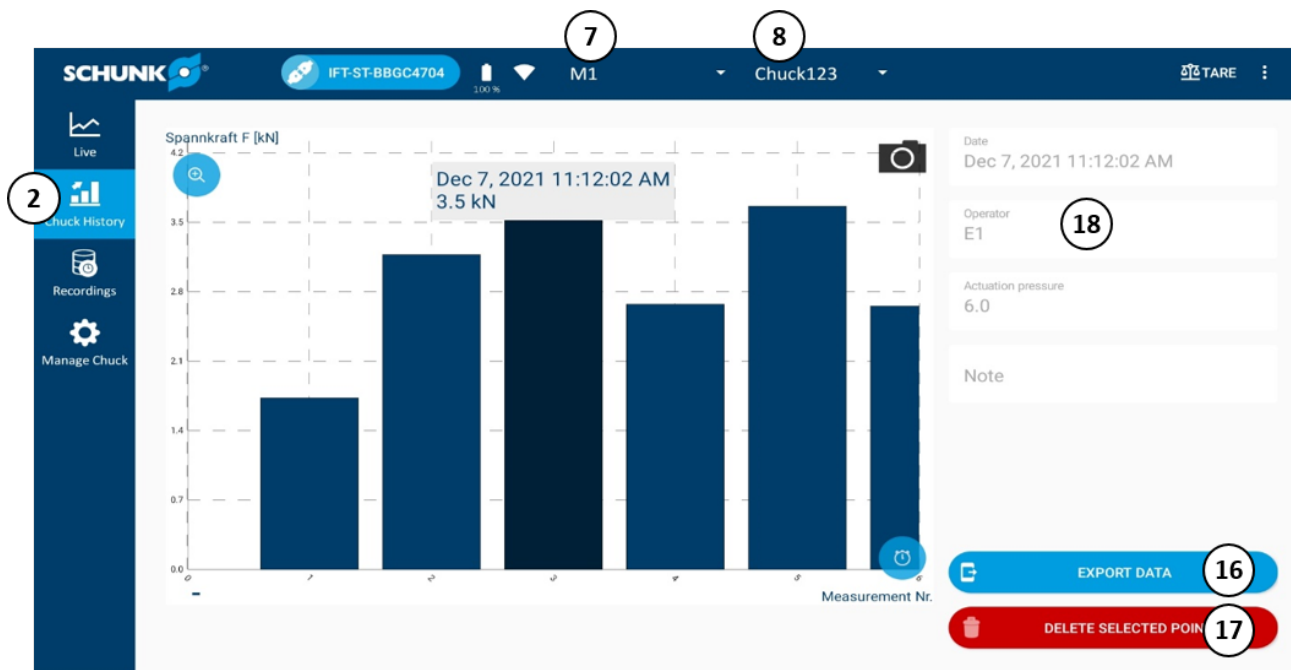 7
8
SCHUNK
IFT-ST-BBGC4704
100 %
M1
Chuck123
TARE
Live
2
Chuck History
Recordings
Manage Chuck
Spannkraft F [kN]
4.2
3.5
2.8
2.1
1.4
0.7
0.0
Dec 7, 2021 11:12:02 AM
3.5 kN
0 1 2 3 4 5 6
Measurement Nr.
Date
Dec 7, 2021 11:12:02 AM
Operator
E1
18
Actuation pressure
6.0
Note
EXPORT DATA
16
DELETE SELECTED POIN
17